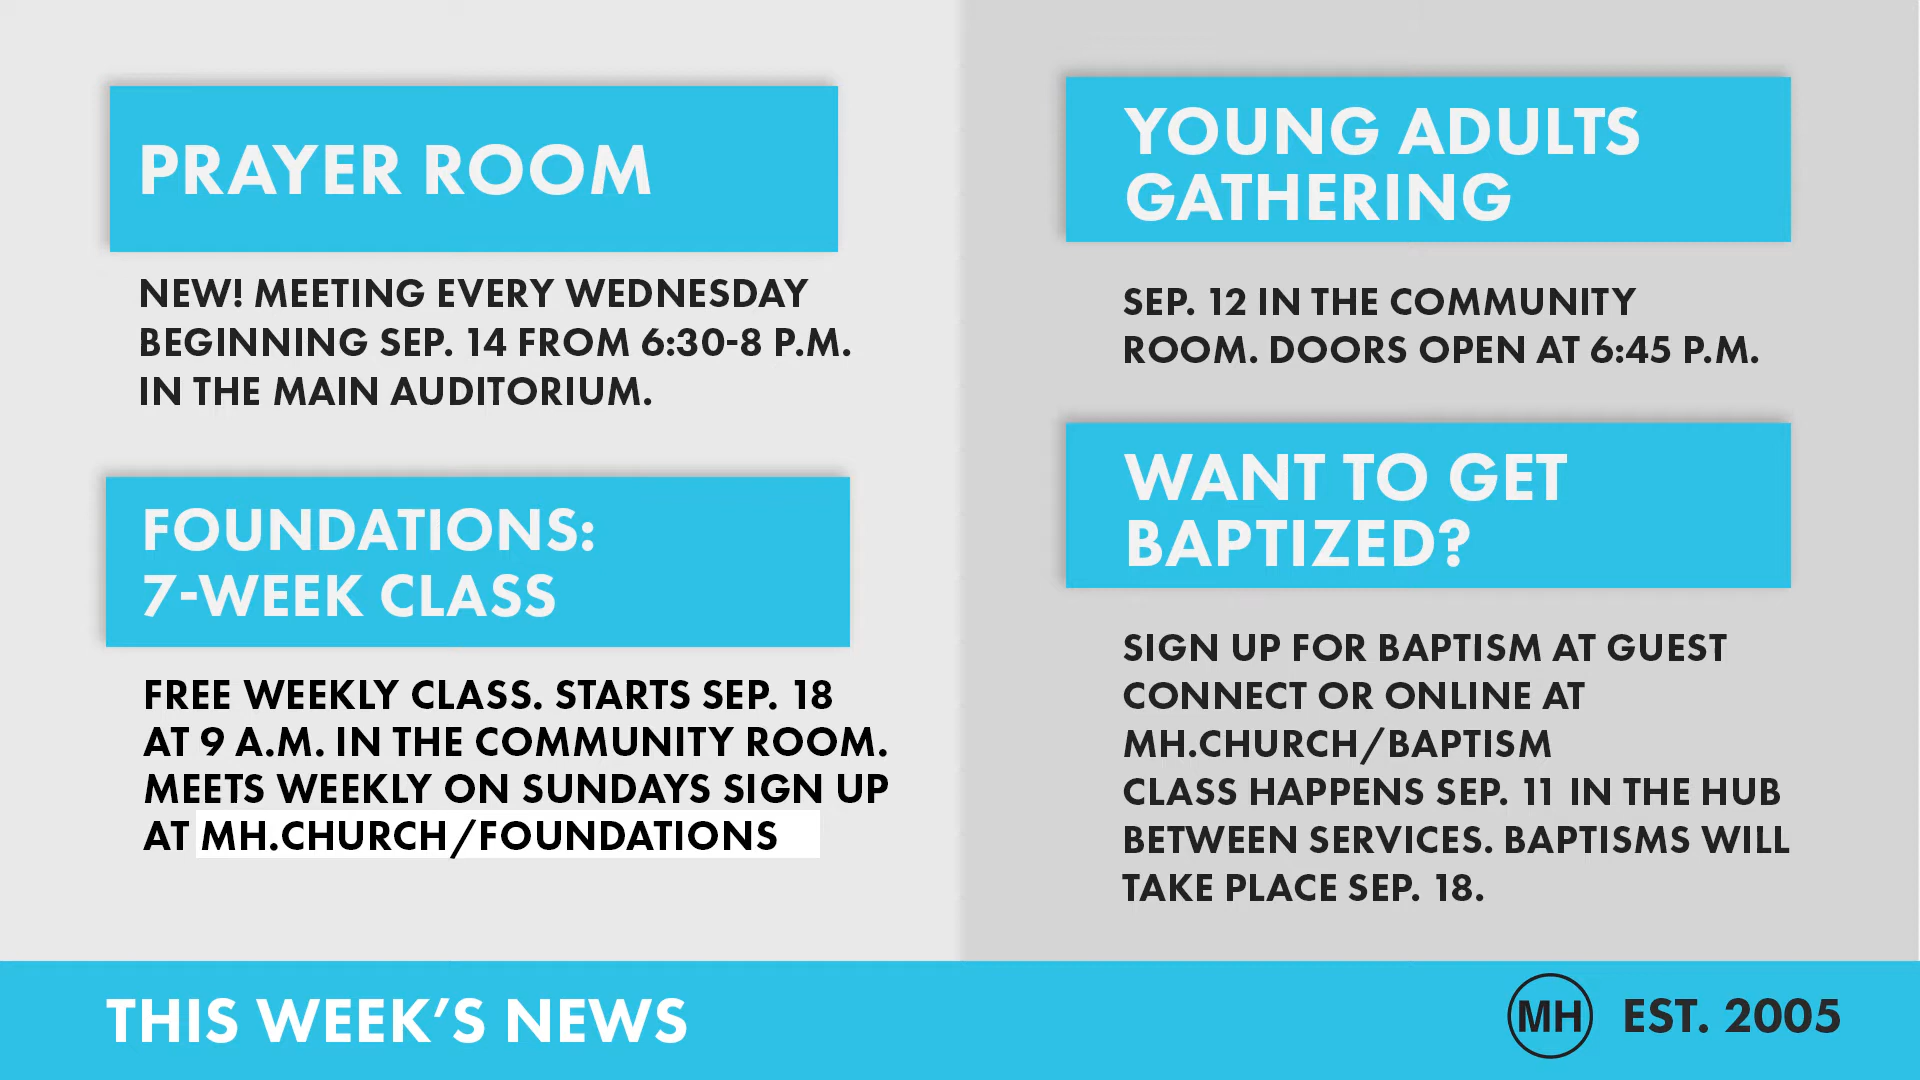 PRAYER ROOM
NEW! MEETING EVERY WEDNESDAY
BEGINNING SEP. 14 FROM 6:30-8 P.M.
IN THE MAIN AUDITORIUM.
FOUNDATIONS:
7-WEEK CLASS
FREE WEEKLY CLASS. STARTS SEP. 18
AT 9 A.M. IN THE COMMUNITY ROOM.
MEETS WEEKLY ON SUNDAYS SIGN UP
AT MH.CHURCH/FOUNDATIONS
YOUNG ADULTS
GATHERING
SEP. 12 IN THE COMMUNITY
ROOM. DOORS OPEN AT 6:45 P.M.
WANT TO GET
BAPTIZED?
SIGN UP FOR BAPTISM AT GUEST
CONNECT OR ONLINE AT
MH.CHURCH/BAPTISM
CLASS HAPPENS SEP. 11 IN THE HUB
BETWEEN SERVICES. BAPTISMS WILL
TAKE PLACE SEP. 18.
THIS WEEK’S NEWS
MH EST. 2005